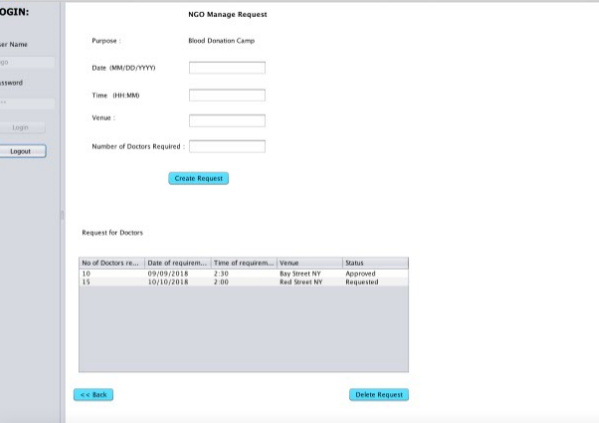 OGIN:
NGO Manage Request
er Name
Purpose :
Blood Donation Camp
go
Date (MM/DD/YYYY)
ssword
**
Time (HH:MM)
Venue :
Login
Number of Doctors Required :
Logout
Create Request
Request for Doctors
No of Doctors re... Date of requirem... Time of requirem... Venue Status
10 09/09/2018 2:30 Bay Street NY Approved
15 10/10/2018 2:00 Red Street NY Requested
<< Back
Delete Request